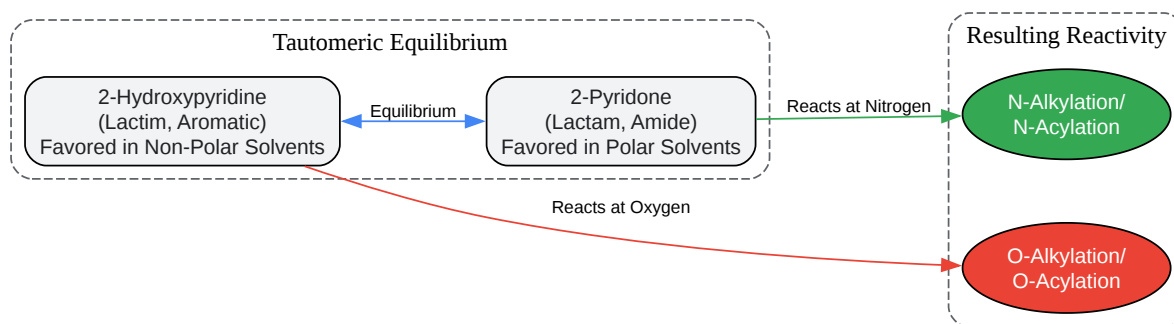 Tautomeric Equilibrium
Resulting Reactivity
2-Hydroxypyridine
(Lactim, Aromatic)
Favored in Non-Polar Solvents
Equilibrium
2-Pyridone
(Lactam, Amide)
Favored in Polar Solvents
Reacts at Nitrogen
N-Alkylation/
N-Acylation
Reacts at Oxygen
O-Alkylation/
O-Acylation